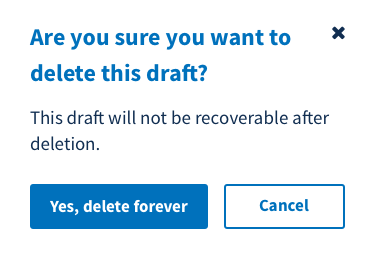 Are you sure you want to
delete this draft?
This draft will not be recoverable after
deletion.
Yes, delete forever
Cancel